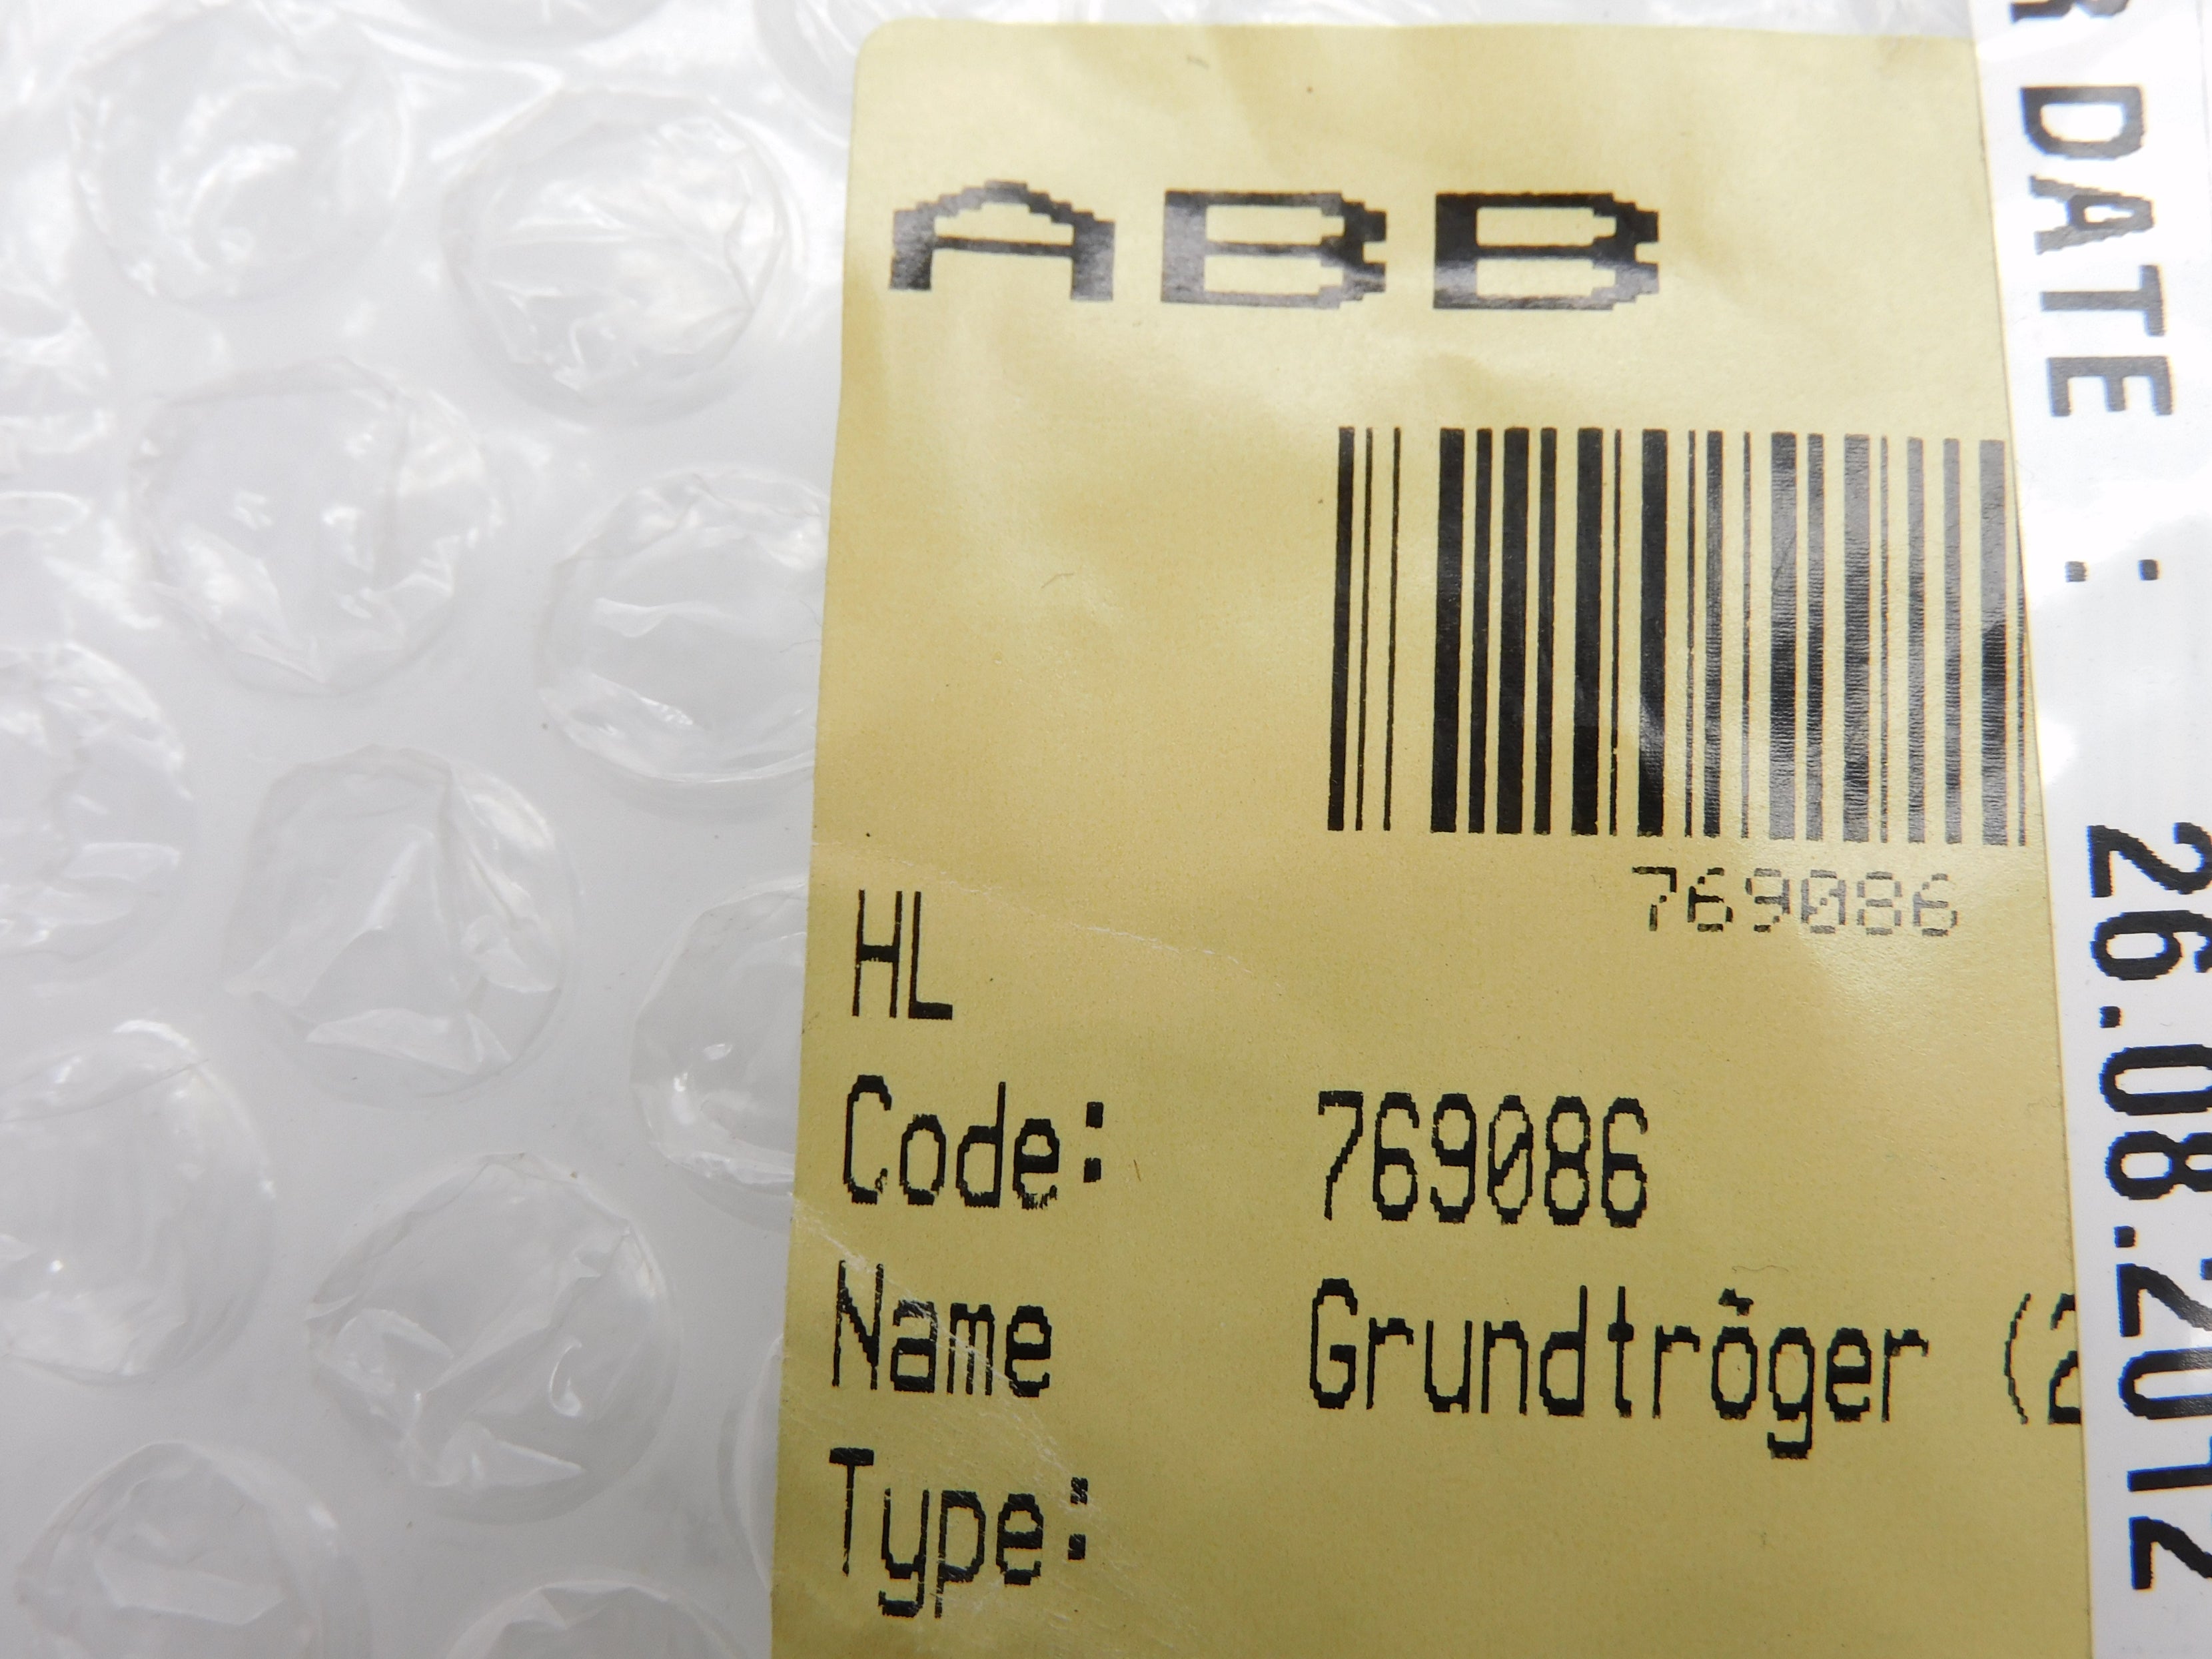 ABB
769086
HL
Code: 769086
Name Grundtröger (2
Type:
R DATE :
:
26.08.2012